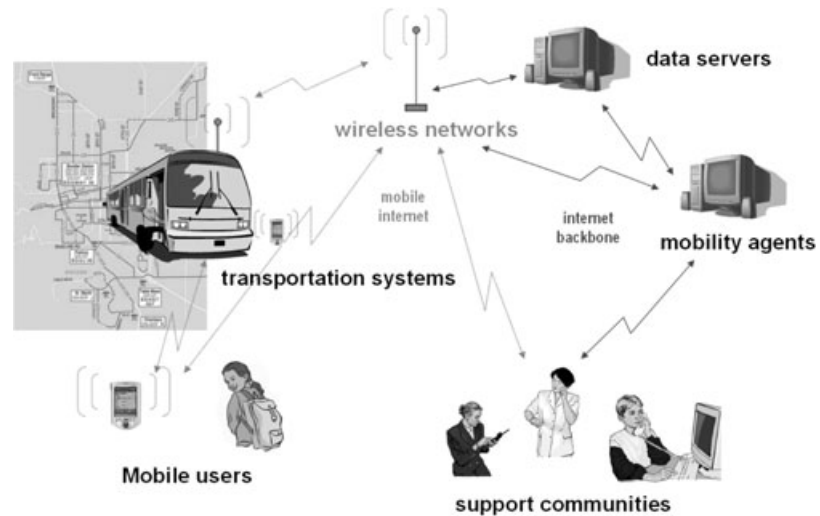 data servers
wireless networks
mobile
internet
internet
backbone
mobility agents
transportation systems
Mobile users
support communities